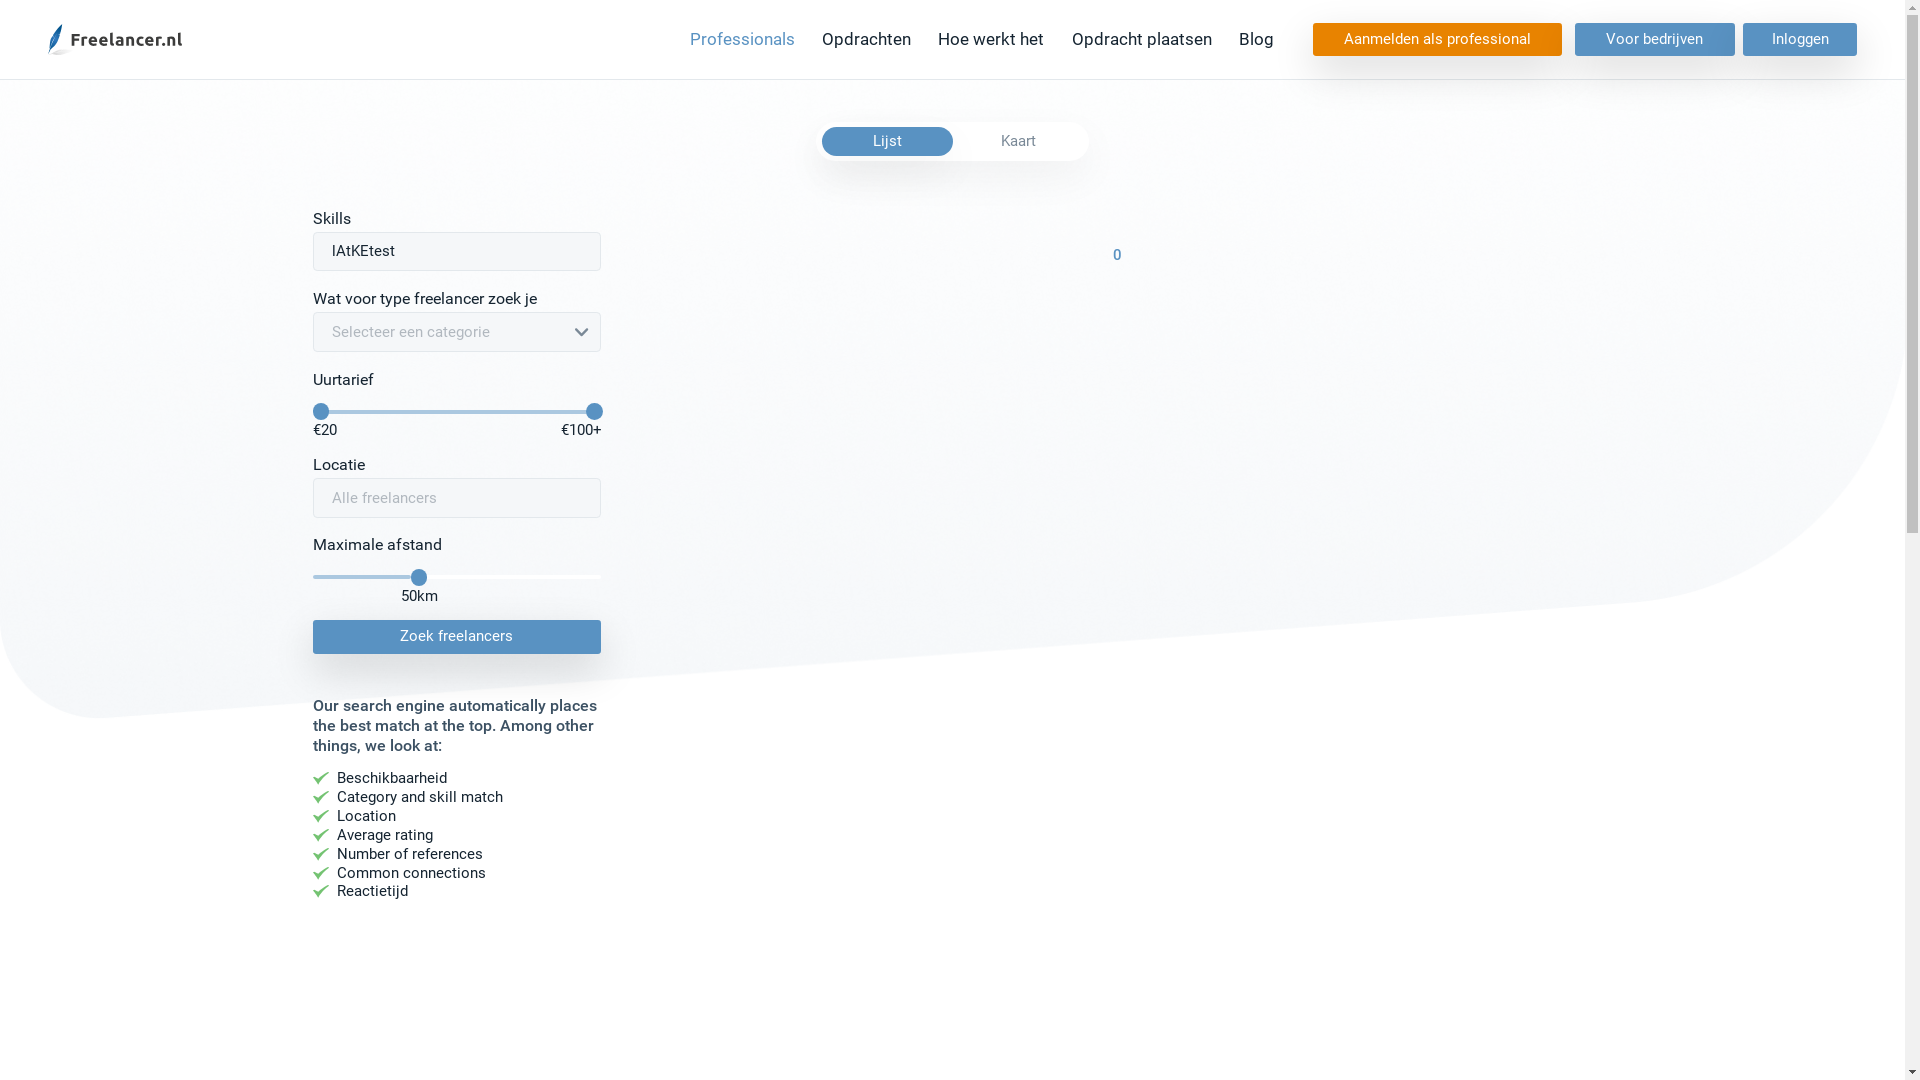 Freelancer.nl
Professionals
Opdrachten
Hoe werkt het
Opdracht plaatsen
Blog
Aanmelden als professional
Voor bedrijven
Inloggen
Lijst
Kaart
Skills
lAtKEtest
0
Wat voor type freelancer zoek je
Selecteer een categorie
Uurtarief
€20
€100+
Locatie
Alle freelancers
Maximale afstand
50km
Zoek freelancers
Our search engine automatically places
the best match at the top. Among other
things, we look at:
Beschikbaarheid
Category and skill match
Location
Average rating
Number of references
Common connections
Reactietijd